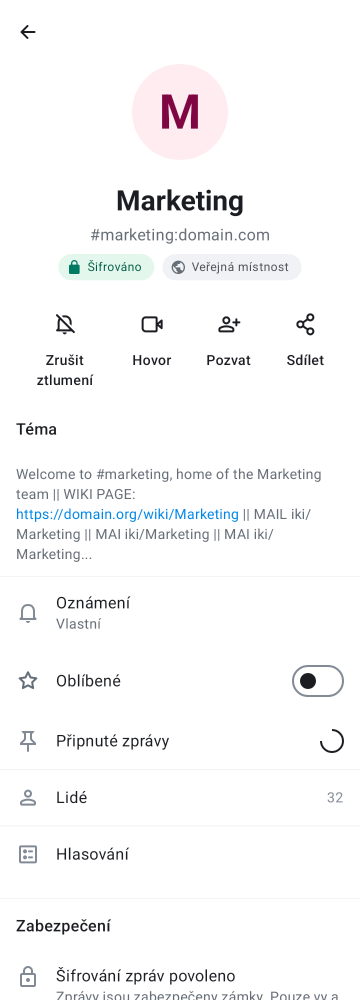 M
Marketing
#marketing:domain.com
Šifrováno
Veřejná místnost
Zrušit
ztlumení
Hovor
Pozvat
Sdílet
Téma
Welcome to #marketing, home of the Marketing
team || WIKI PAGE:
https://domain.org/wiki/Marketing || MAIL iki/
Marketing || MAI iki/Marketing || MAI iki/
Marketing...
Oznámení
Vlastní
Oblíbené
Připnuté zprávy
Lidé 32
Hlasování
Zabezpečení
Šifrování zpráv povoleno
Zprávy jsou zabezpečeny zámky. Pouze vy a